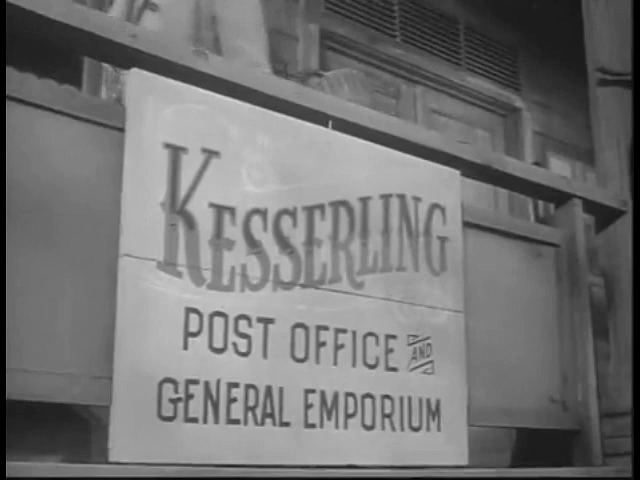 KESSERLING
POST OFFICE AND
GENERAL EMPORIUM